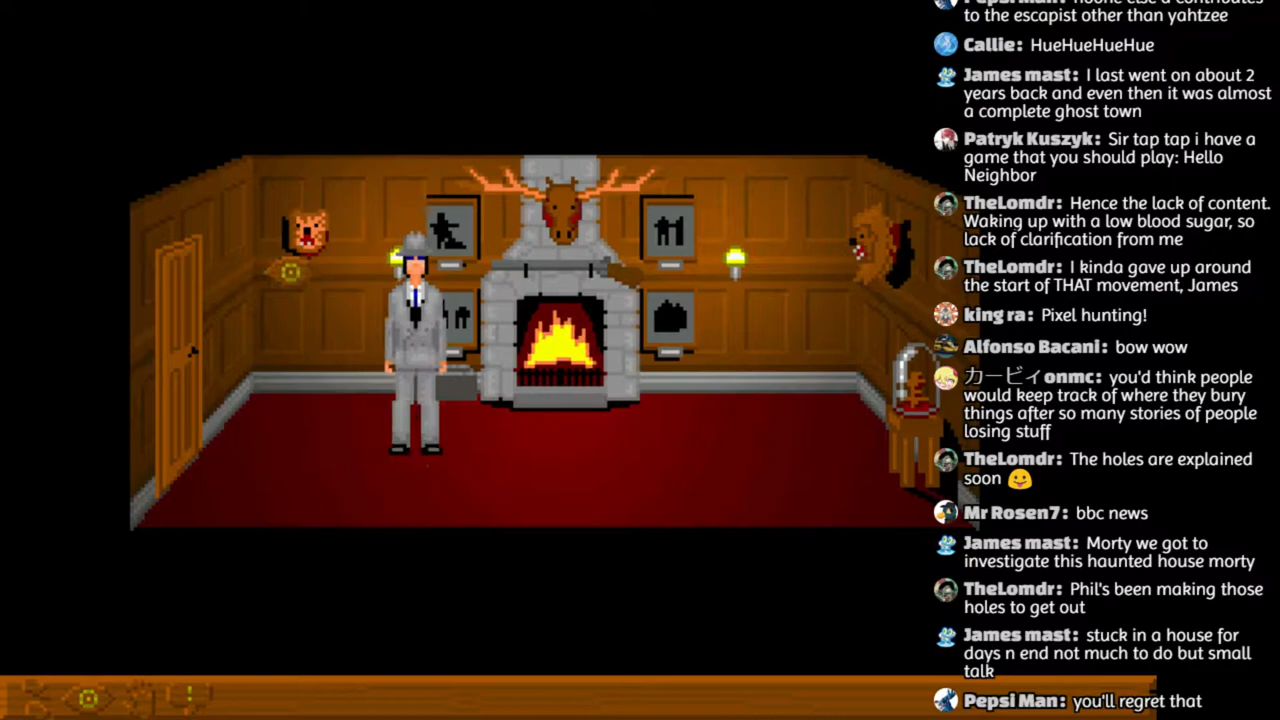 to the escapist other than yahtzee
Callie: HueHueHueHue
James mast: I last went on about 2
years back and even then it was almost
a complete ghost town
Patryk Kuszyk: Sir tap tap i have a
game that you should play: Hello
Neighbor
TheLomdr: Hence the lack of content.
Waking up with a low blood sugar, so
lack of clarification from me
TheLomdr: I kinda gave up around
the start of THAT movement, James
king ra: Pixel hunting!
Alfonso Bacani: bow wow
カービィonmc: you'd think people
would keep track of where they bury
things after so many stories of people
losing stuff
TheLomdr: The holes are explained
soon 😀
Mr Rosen7: bbc news
James mast: Morty we got to
investigate this haunted house morty
TheLomdr: Phil's been making those
holes to get out
James mast: stuck in a house for
days n end not much to do but small
talk
Pepsi Man: you'll regret that